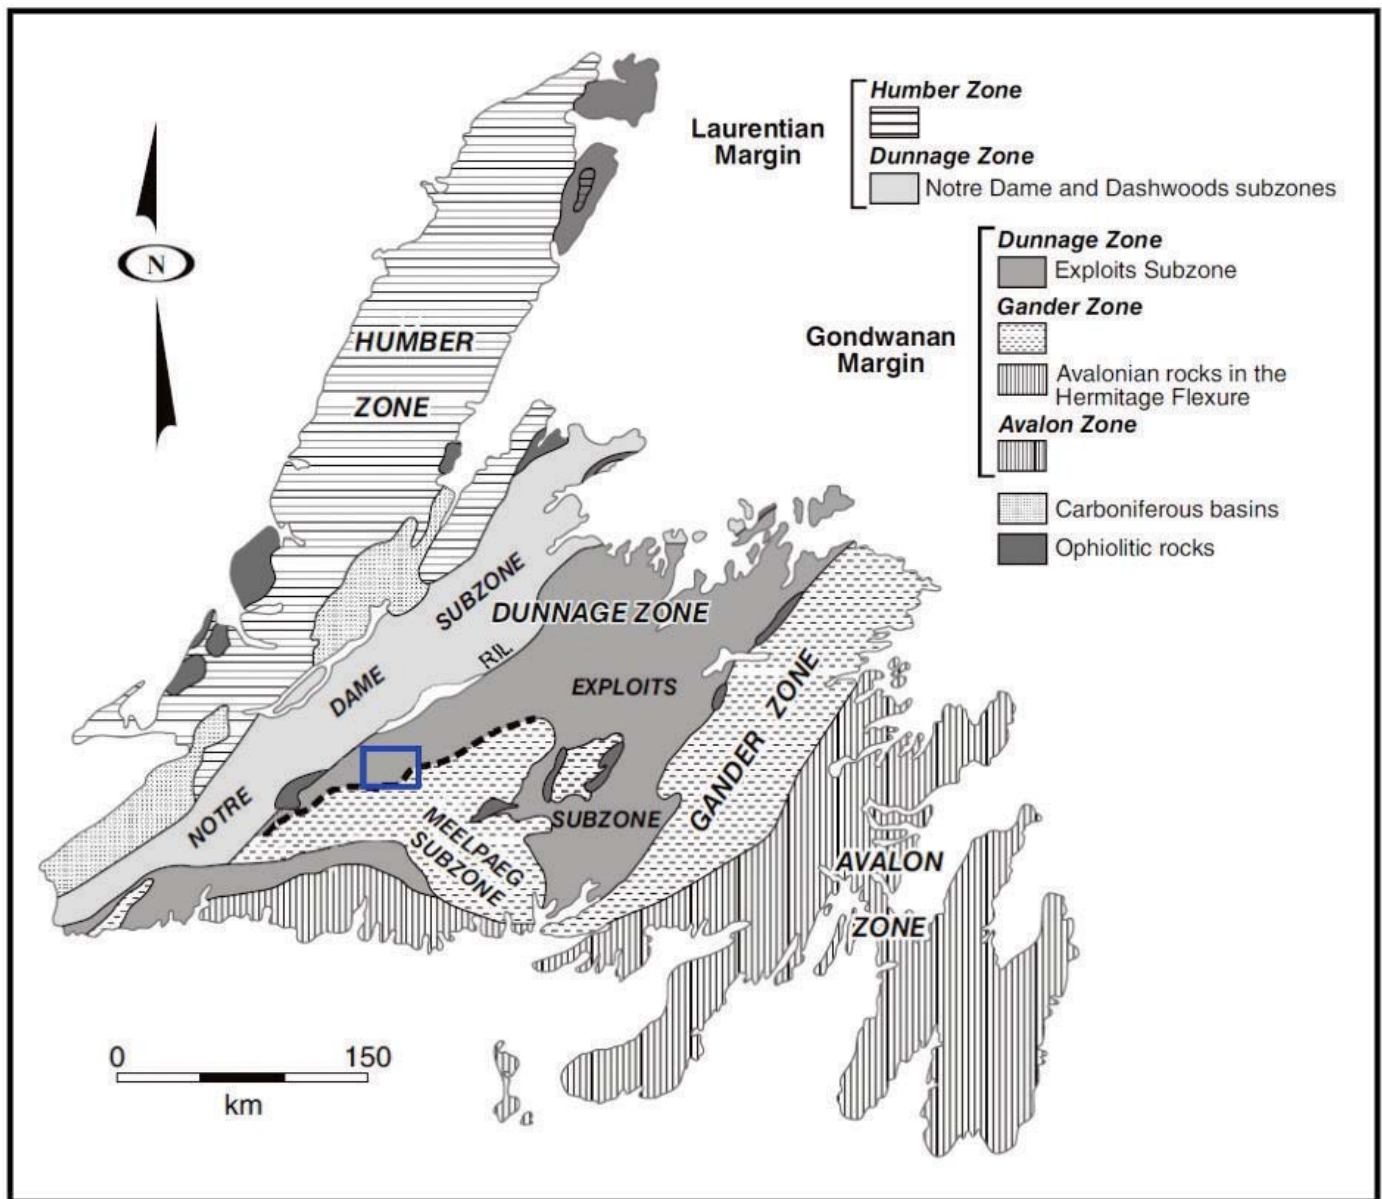 Humber Zone
Laurentian
Margin
Dunnage Zone
Notre Dame and Dashwoods subzones
Dunnage Zone
Exploits Subzone
Gander Zone
Gondwanan
Margin
Avalonian rocks in the
Hermitage Flexure
Avalon Zone
Carboniferous basins
Ophiolitic rocks
N
HUMBER
ZONE
SUBZONE
DUNNAGE ZONE
RIL
DAME
EXPLOITS
ZONE
GANDER
NOTRE
MEELPAEG
SUBZONE
SUBZONE
AVALON
ZONE
0 150
km